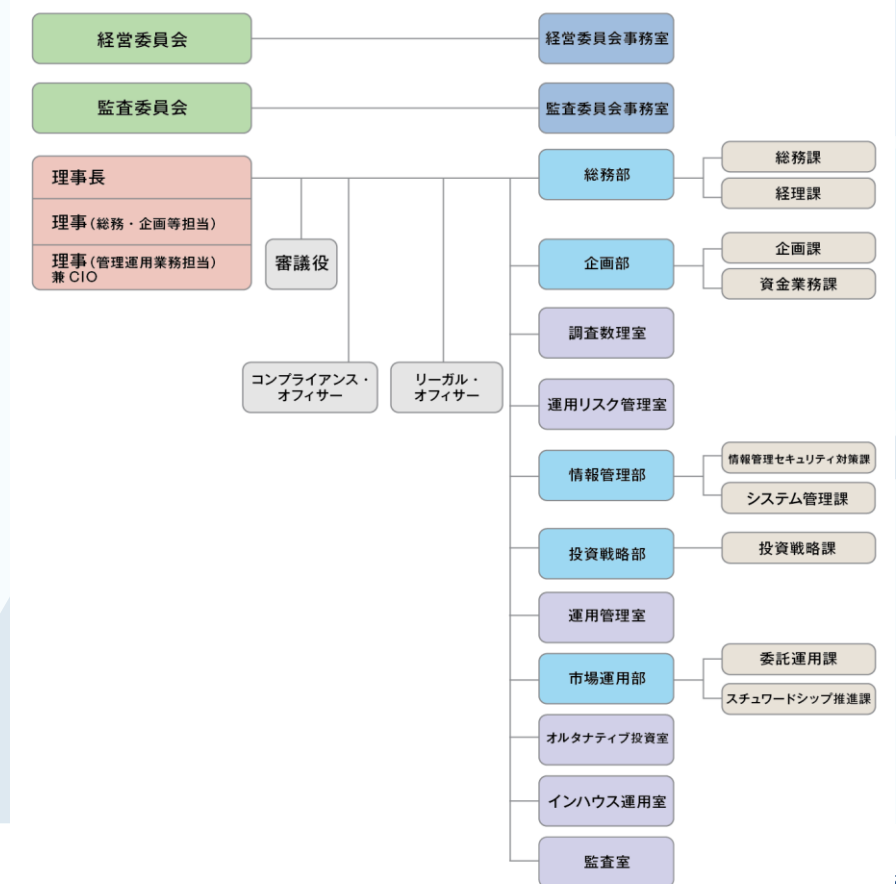 経営委員会
経営委員会事務室
監査委員会
監査委員会事務室
理事長
理事(総務・企画等担当)
理事(管理運用業務担当)
兼CIO
審議役
コンプライアンス・
オフィサー
リーガル・
オフィサー
総務部
総務課
経理課
企画部
企画課
資金業務課
調査数理室
運用リスク管理室
情報管理部
情報管理セキュリティ対策課
システム管理課
投資戦略部
投資戦略課
運用管理室
市場運用部
委託運用課
スチュワードシップ推進課
オルタナティブ投資室
インハウス運用室
監査室